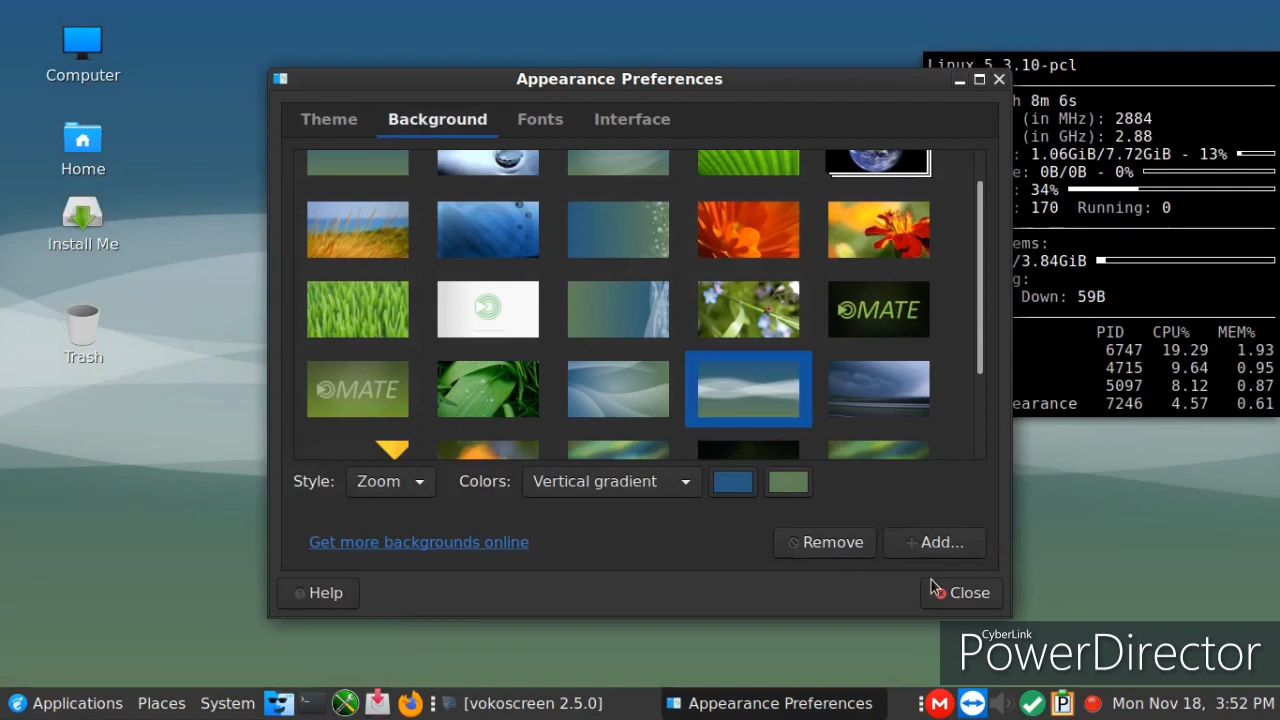 Computer
Home
Install Me
Trash
Appearance Preferences
Theme Background Fonts Interface
MATE
MATE
Style: Zoom Colors: Vertical gradient
Get more backgrounds online
Remove Add...
Help Close
Linux 5.3.10-pcl
h 8m 6s
(in MHz): 2884
(in GHz): 2.88
: 1.06GiB/7.72GiB - 13%
e: 0B/0B - 0%
: 34%
: 170 Running: 0
ems:
/3.84GiB
g:
Down: 59B
PID CPU% MEM%
6747 19.29 1.93
4715 9.64 0.95
5097 8.12 0.87
earance 7246 4.57 0.61
CyberLink
PowerDirector
Applications Places System [vokoscreen 2.5.0] Appearance Preferences M P Mon Nov 18, 3:52 PM